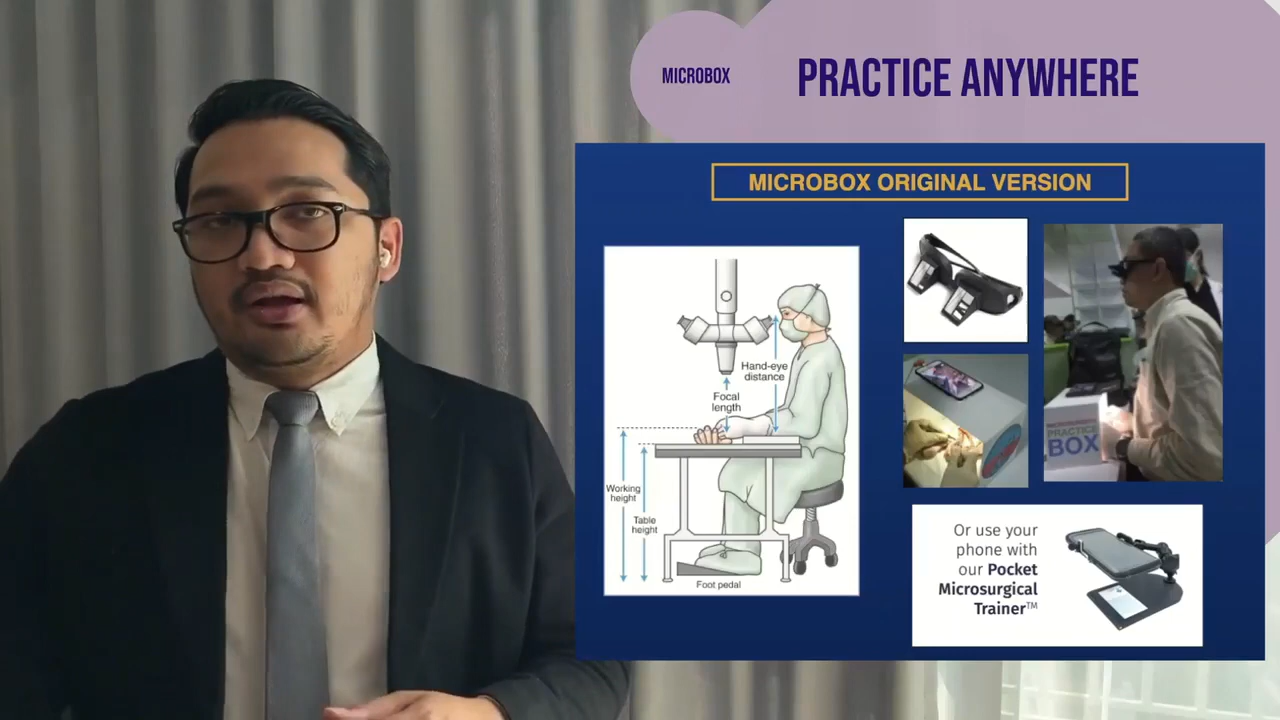 MICROBOX
PRACTICE ANYWHERE
MICROBOX ORIGINAL VERSION
Hand-eye
distance
Focal
length
Working
height
Table
height
Foot pedal
PRACTICE
BOX
Or use your
phone with
our Pocket
Microsurgical
Trainer™